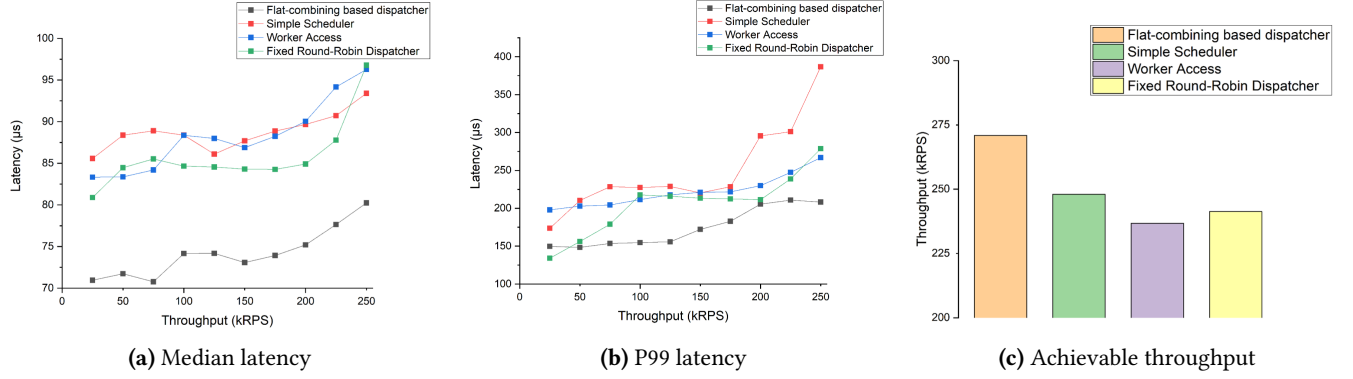 Flat-combining based dispatcher
Simple Scheduler
Worker Access
Fixed Round-Robin Dispatcher
100
95
90
85
80
75
70
Latency (µs)
0 50 100 150 200 250
Throughput (kRPS)
(a) Median latency
Flat-combining based dispatcher
Simple Scheduler
Worker Access
Fixed Round-Robin Dispatcher
450
400
350
300
250
200
150
100
Latency (µs)
0 50 100 150 200 250
Throughput (kRPS)
(b) P99 latency
Flat-combining based dispatcher
Simple Scheduler
Worker Access
Fixed Round-Robin Dispatcher
300
275
250
225
200
Throughput (kRPS)
(c) Achievable throughput